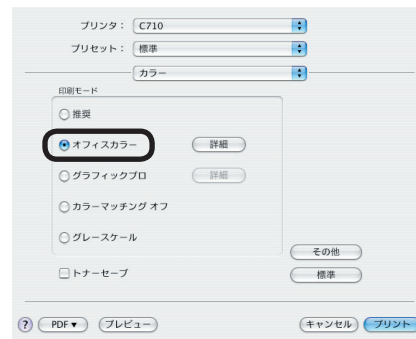 プリンタ： C710
プリセット： 標準
カラー
印刷モード
推奨
オフィスカラー 詳細
グラフィックプロ 詳細
カラーマッチング オフ
グレースケール
その他
トナーセーブ 標準
? PDF▼ プレビュー キャンセル プリント